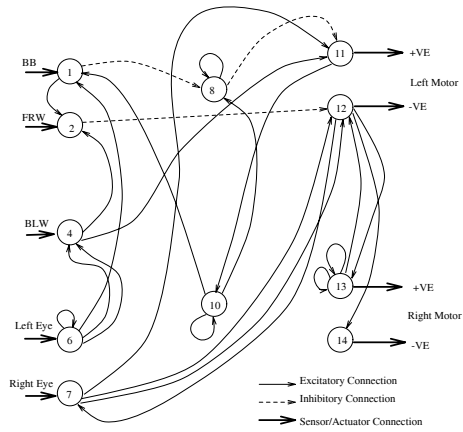 BB
1
FRW
2
BLW
4
Left Eye
6
Right Eye
7
8
10
11
+VE
Left Motor
12
-VE
13
+VE
Right Motor
14
-VE
Excitatory Connection
Inhibitory Connection
Sensor/Actuator Connection